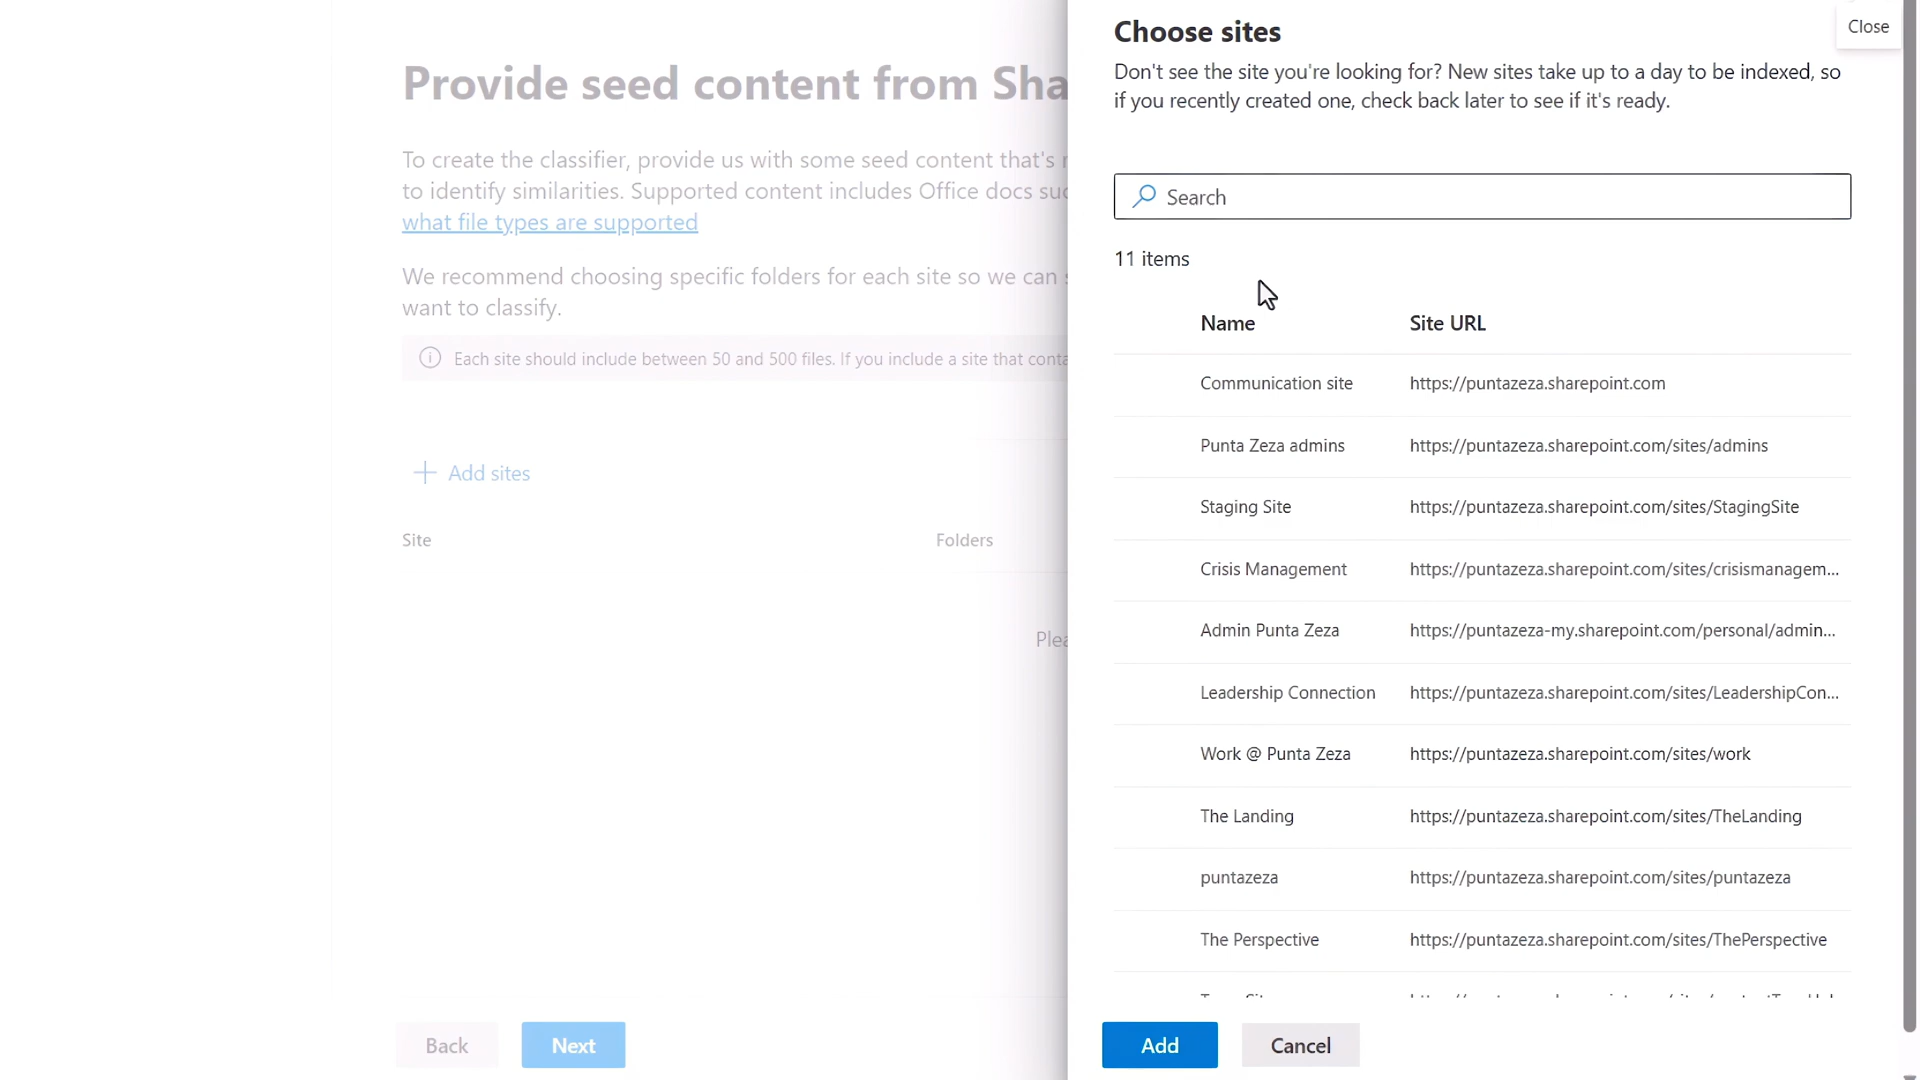 Provide seed content from Sha
To create the classifier, provide us with some seed content that's
to identify similarities. Supported content includes Office docs suc
what file types are supported
We recommend choosing specific folders for each site so we can
want to classify.
Each site should include between 50 and 500 files. If you include a site that conta
Add sites
Site
Folders
Plea
Back
Next
Close
Choose sites
Don't see the site you're looking for? New sites take up to a day to be indexed, so
if you recently created one, check back later to see if it's ready.
Search
11 items
Name Site URL
Communication site https://puntazeza.sharepoint.com
Punta Zeza admins https://puntazeza.sharepoint.com/sites/admins
Staging Site https://puntazeza.sharepoint.com/sites/StagingSite
Crisis Management https://puntazeza.sharepoint.com/sites/crisismanagem...
Admin Punta Zeza https://puntazeza-my.sharepoint.com/personal/admin...
Leadership Connection https://puntazeza.sharepoint.com/sites/LeadershipCon...
Work @ Punta Zeza https://puntazeza.sharepoint.com/sites/work
The Landing https://puntazeza.sharepoint.com/sites/TheLanding
puntazeza https://puntazeza.sharepoint.com/sites/puntazeza
The Perspective https://puntazeza.sharepoint.com/sites/ThePerspective
Add
Cancel